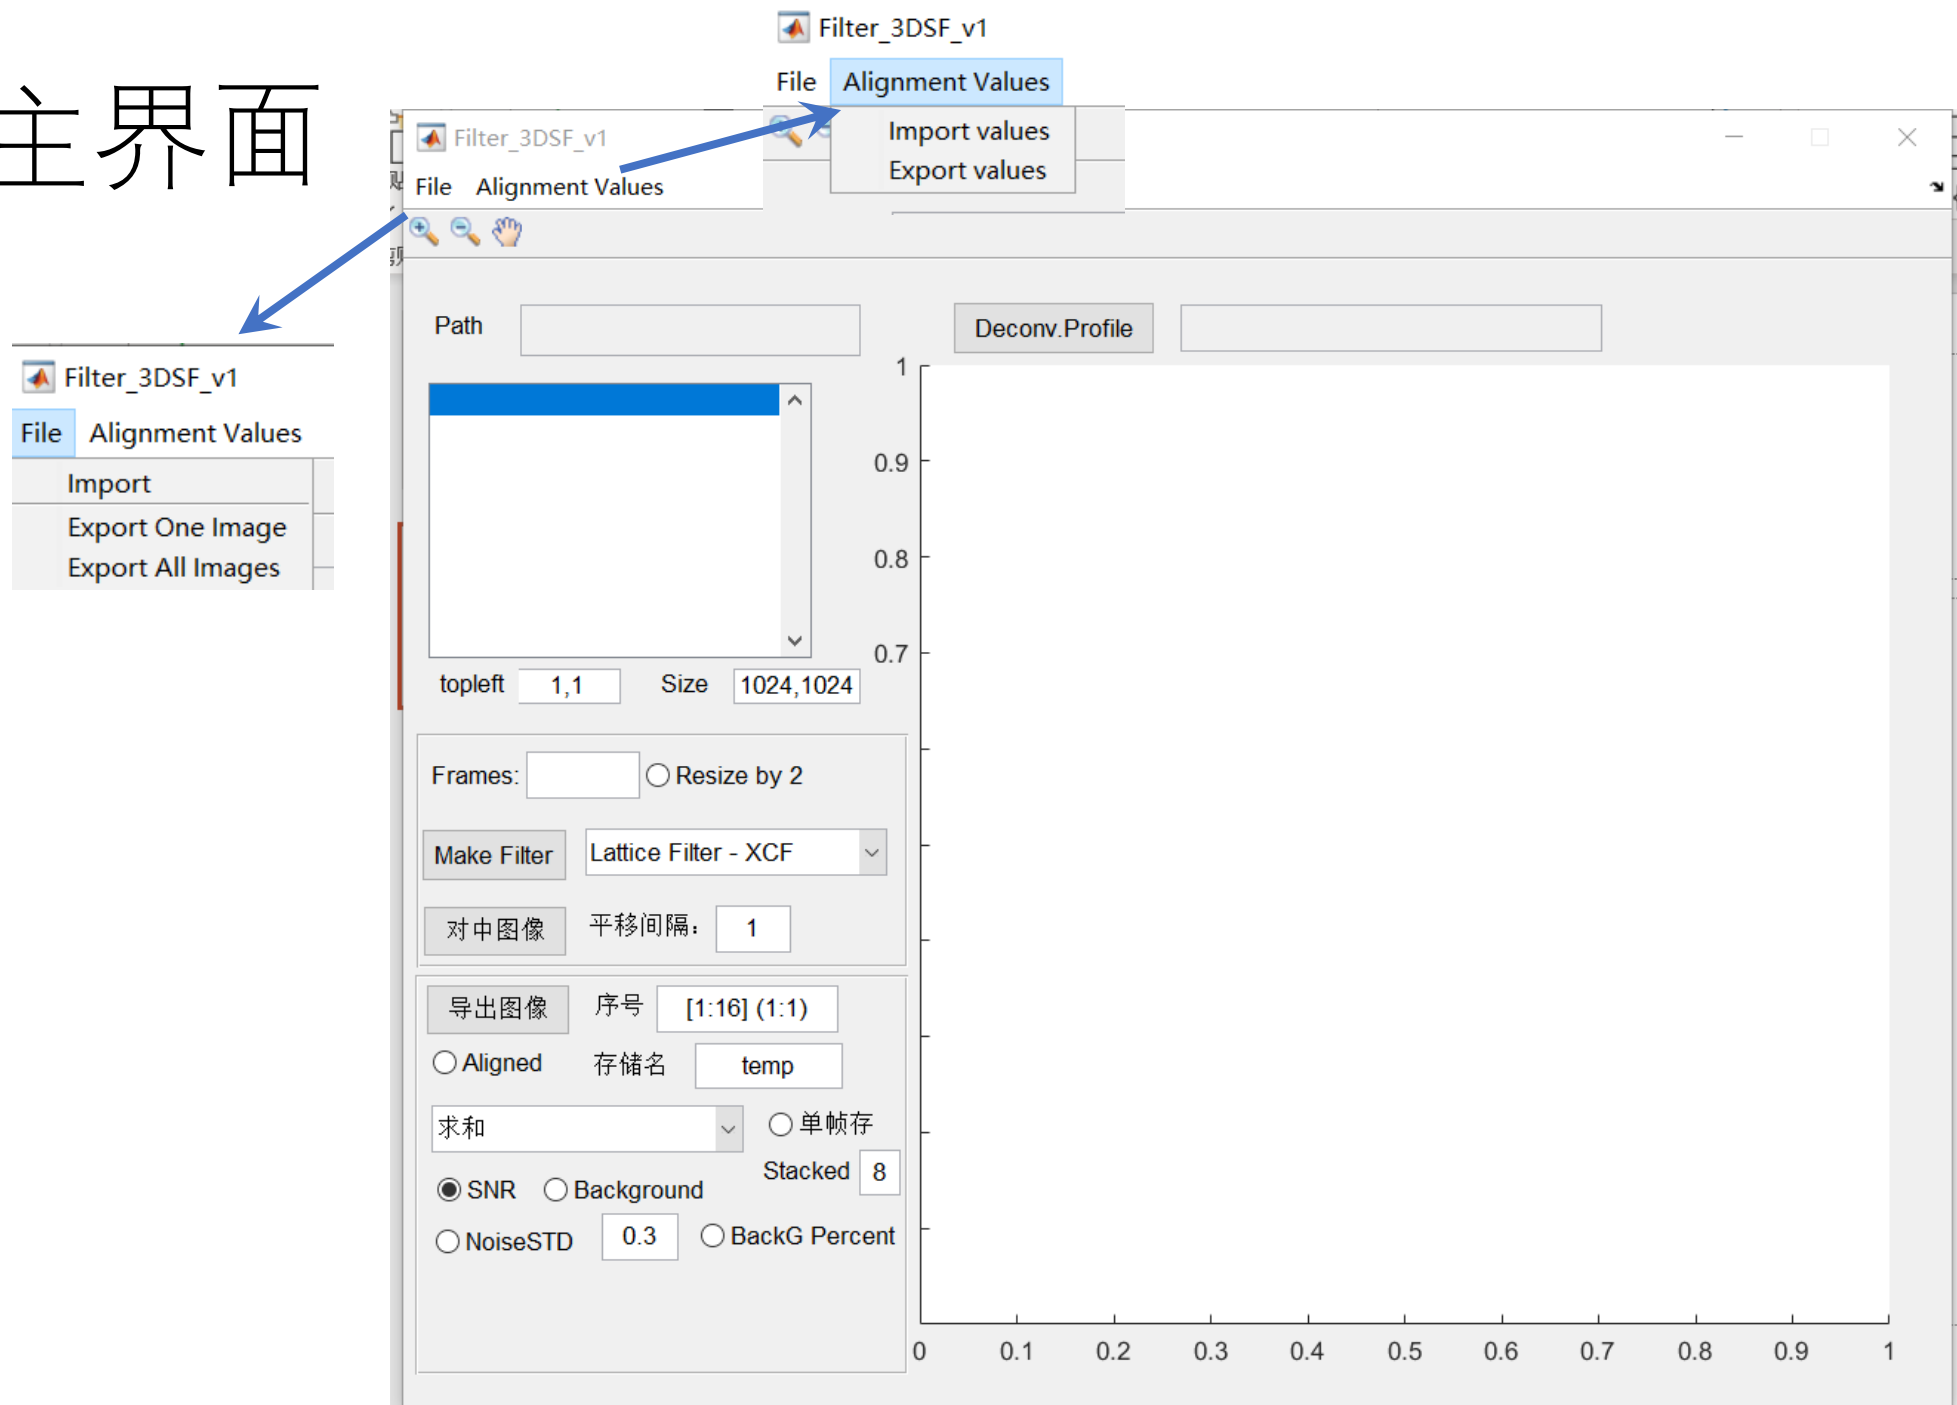 主界面
Filter_3DSF_v1
File Alignment Values
Import values
Export values
Filter_3DSF_v1
File Alignment Values
Filter_3DSF_v1
File Alignment Values
Import
Export One Image
Export All Images
Path
Deconv.Profile
topleft 1,1 Size 1024,1024
Frames: Resize by 2
Make Filter Lattice Filter - XCF
对中图像 平移间隔: 1
导出图像 序号 [1:16] (1:1)
Aligned 存储名 temp
求和 单帧存
Stacked 8
SNR Background
NoiseSTD 0.3 BackG Percent
1
0.9
0.8
0.7
0 0.1 0.2 0.3 0.4 0.5 0.6 0.7 0.8 0.9 1